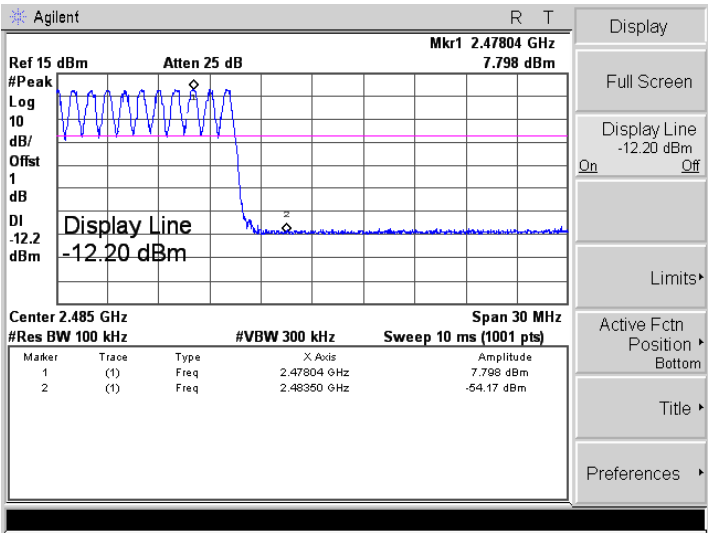 Agilent R T
Mkr1 2.47804 GHz
Ref 15 dBm Atten 25 dB 7.798 dBm
#Peak
Log
10
dB/
Offst
1
dB
DI
-12.2
dBm
1
2
Display Line
-12.20 dBm
Center 2.485 GHz Span 30 MHz
#Res BW 100 kHz #VBW 300 kHz Sweep 10 ms (1001 pts)
Marker Trace Type X Axis Amplitude
1 (1) Freq 2.47804 GHz 7.798 dBm
2 (1) Freq 2.48350 GHz -54.17 dBm
Display
Full Screen
Display Line
-12.20 dBm
On Off
Limits
Active Fctn
Position
Bottom
Title
Preferences